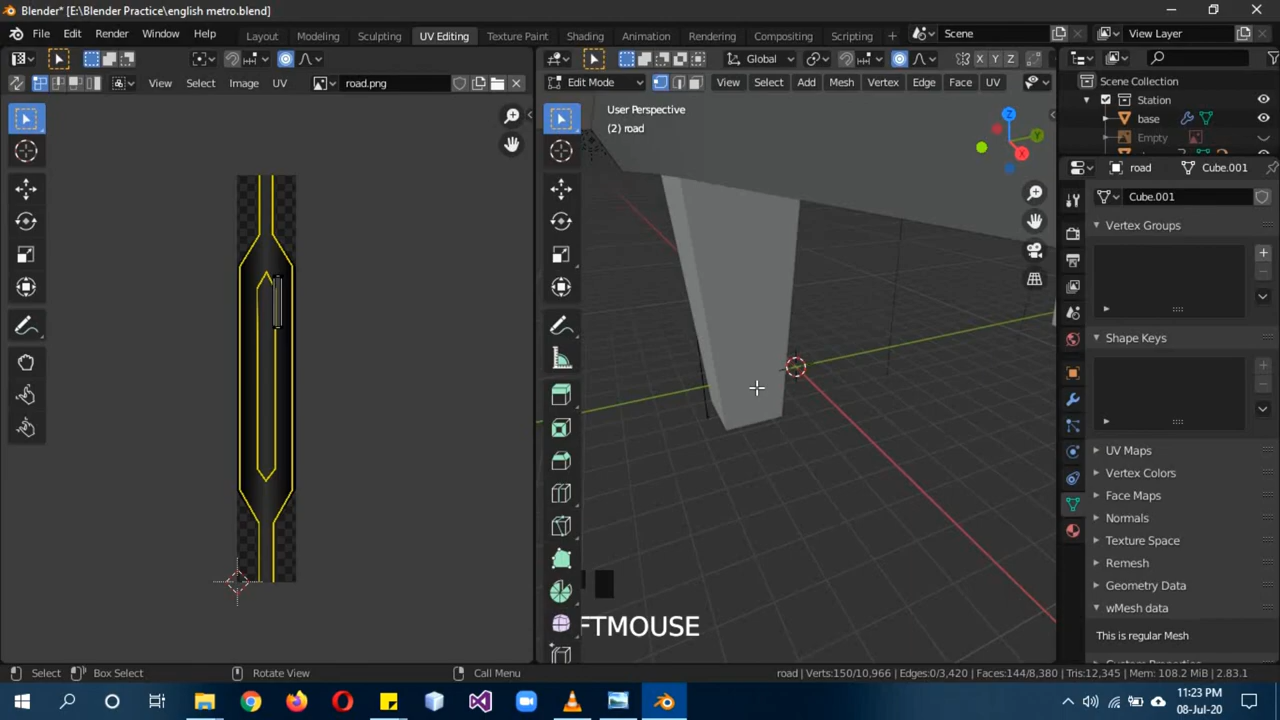 Blender* [E:\Blender Practice\english metro.blend]
File Edit Render Window Help Layout Modeling Sculpting UV Editing Texture Paint Shading Animation Rendering Compositing Scripting + Scene View Layer
Global X Y Z
View Select Image UV road.png Edit Mode View Select Add Mesh Vertex Edge Face UV
Scene Collection
Station
base
Empty
User Perspective
(2) road
Z
Y
X
road > Cube.001
Cube.001
Vertex Groups
Shape Keys
UV Maps
Vertex Colors
Face Maps
Normals
Texture Space
Remesh
Geometry Data
wMesh data
This is regular Mesh
FTMOUSE
Select Box Select Rotate View Call Menu road | Verts:150/10,966 | Edges:0/3,420 | Faces:144/8,380 | Tris:12,345 | Mem: 108.2 MiB | 2.83.1
11:23 PM
08-Jul-20